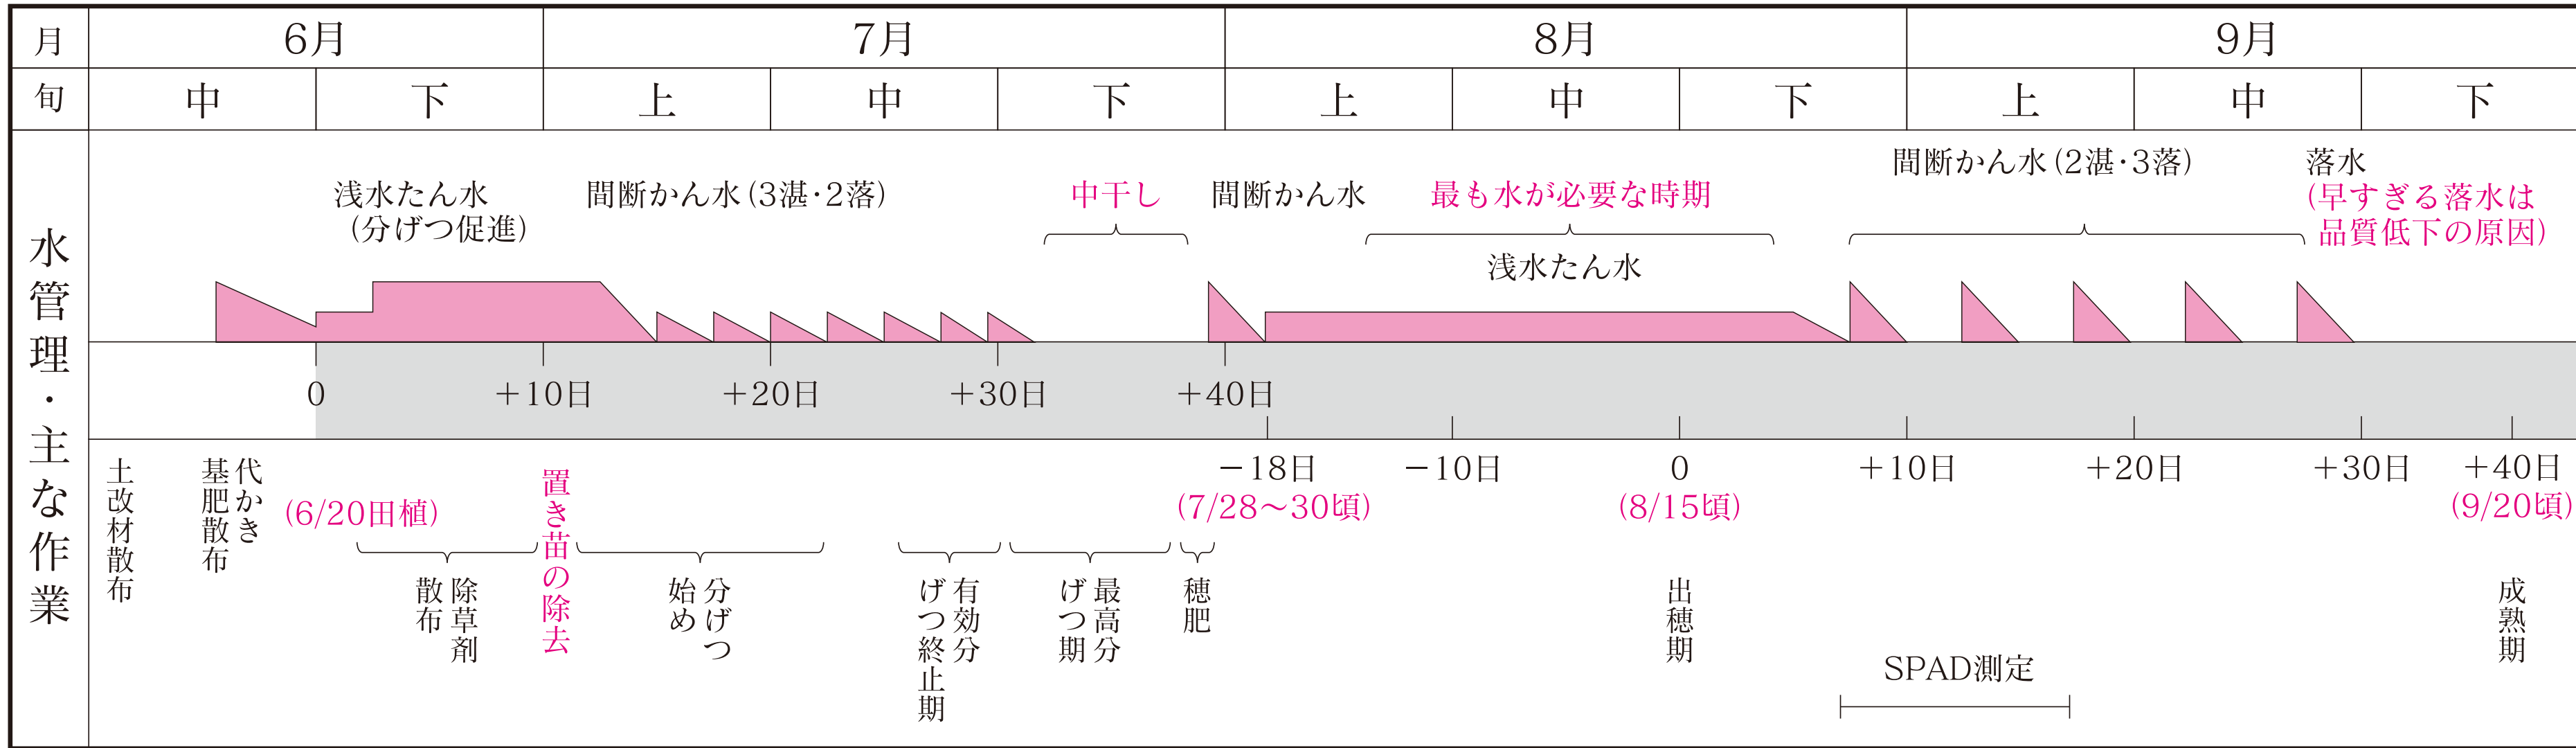 月
6月
7月
8月
9月
旬
中
下
上
中
下
上
中
下
上
中
下
水管理・主な作業
浅水たん水
(分げつ促進)
間断かん水(3湛・2落)
中干し
間断かん水
最も水が必要な時期
浅水たん水
間断かん水(2湛・3落)
落水
(早すぎる落水は
品質低下の原因)
0
+10日
+20日
+30日
+40日
-18日
-10日
0
+10日
+20日
+30日
+40日
(6/20田植)
(7/28〜30頃)
(8/15頃)
(9/20頃)
土改材散布
代かき
基肥散布
除草剤
散布
置き苗の除去
分げつ
始め
有効分
げつ終止期
最高分
げつ期
穂肥
出穂期
SPAD測定
成熟期